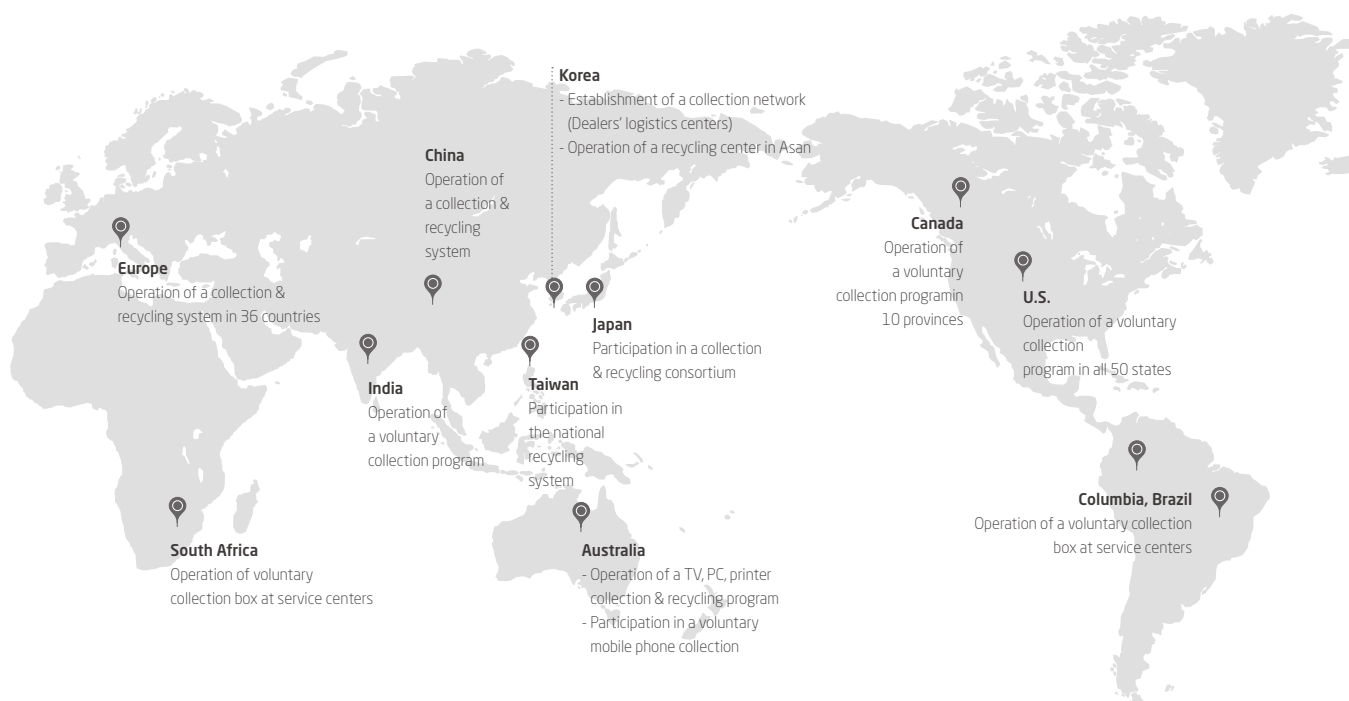 Korea
- Establishment of a collection network
(Dealers' logistics centers)
- Operation of a recycling center in Asan
China
Operation of
a collection &
recycling
system
Europe
Operation of a collection &
recycling system in 36 countries
Japan
Participation in a collection
& recycling consortium
India
Operation of
a voluntary
collection program
Taiwan
Participation in
the national
recycling
system
South Africa
Operation of voluntary
collection box at service centers
Australia
- Operation of a TV, PC, printer
collection & recycling program
- Participation in a voluntary
mobile phone collection
Canada
Operation of
a voluntary
collection programin
10 provinces
U.S.
Operation of a voluntary
collection
program in all 50 states
Columbia, Brazil
Operation of a voluntary collection
box at service centers